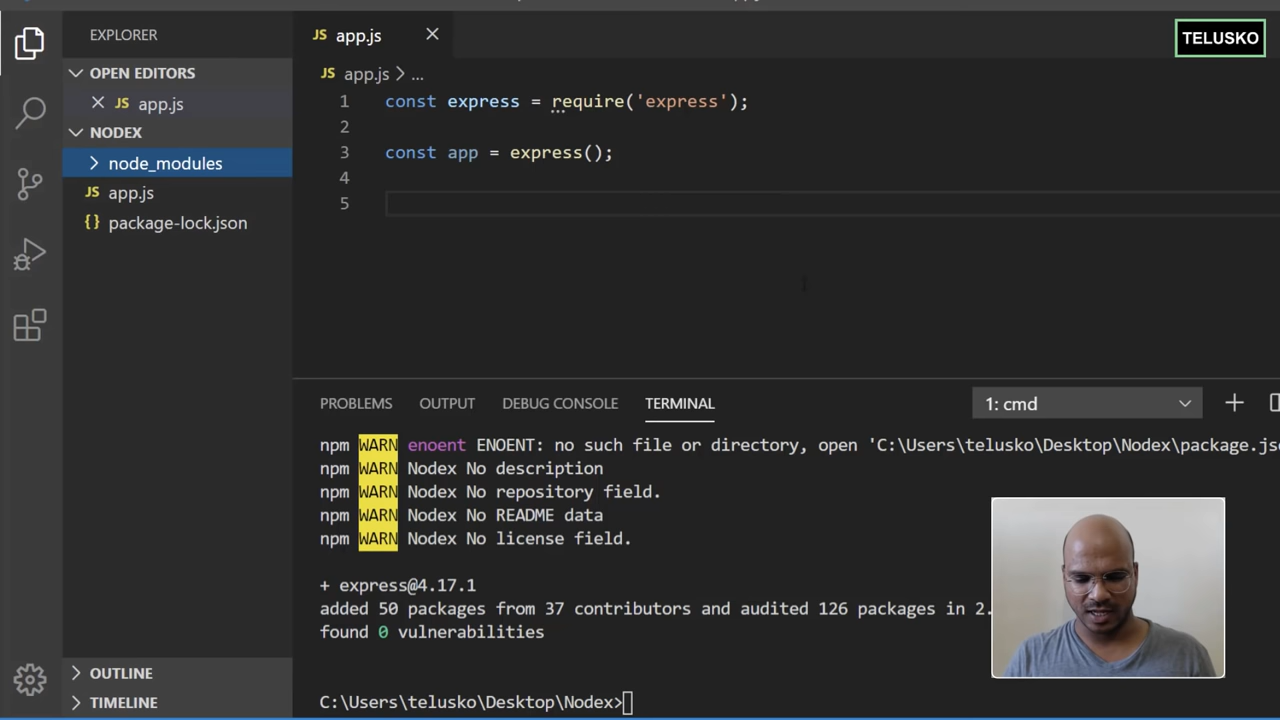 EXPLORER
OPEN EDITORS
JS app.js
NODEX
node_modules
JS app.js
{} package-lock.json
OUTLINE
TIMELINE
JS app.js
TELUSKO
JS app.js > ...
1 const express = require('express');
2
3 const app = express();
4
5
PROBLEMS OUTPUT DEBUG CONSOLE TERMINAL 1: cmd
npm WARN enoent ENOENT: no such file or directory, open 'C:\Users\telusko\Desktop\Nodex\package.js
npm WARN Nodex No description
npm WARN Nodex No repository field.
npm WARN Nodex No README data
npm WARN Nodex No license field.
+ express@4.17.1
added 50 packages from 37 contributors and audited 126 packages in 2.
found 0 vulnerabilities
C:\Users\telusko\Desktop\Nodex>